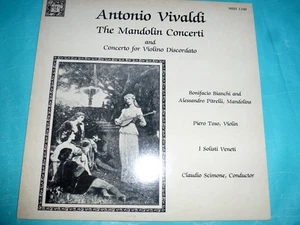 Antonio Vivaldi
The Mandolin Concerti
and
Concerto for Violino Discordato
Bonifacio Bianchi and
Alessandro Pitrelli, Mandolins
Piero Toso, Violin
I Solisti Veneti
Claudio Scimone, Conductor